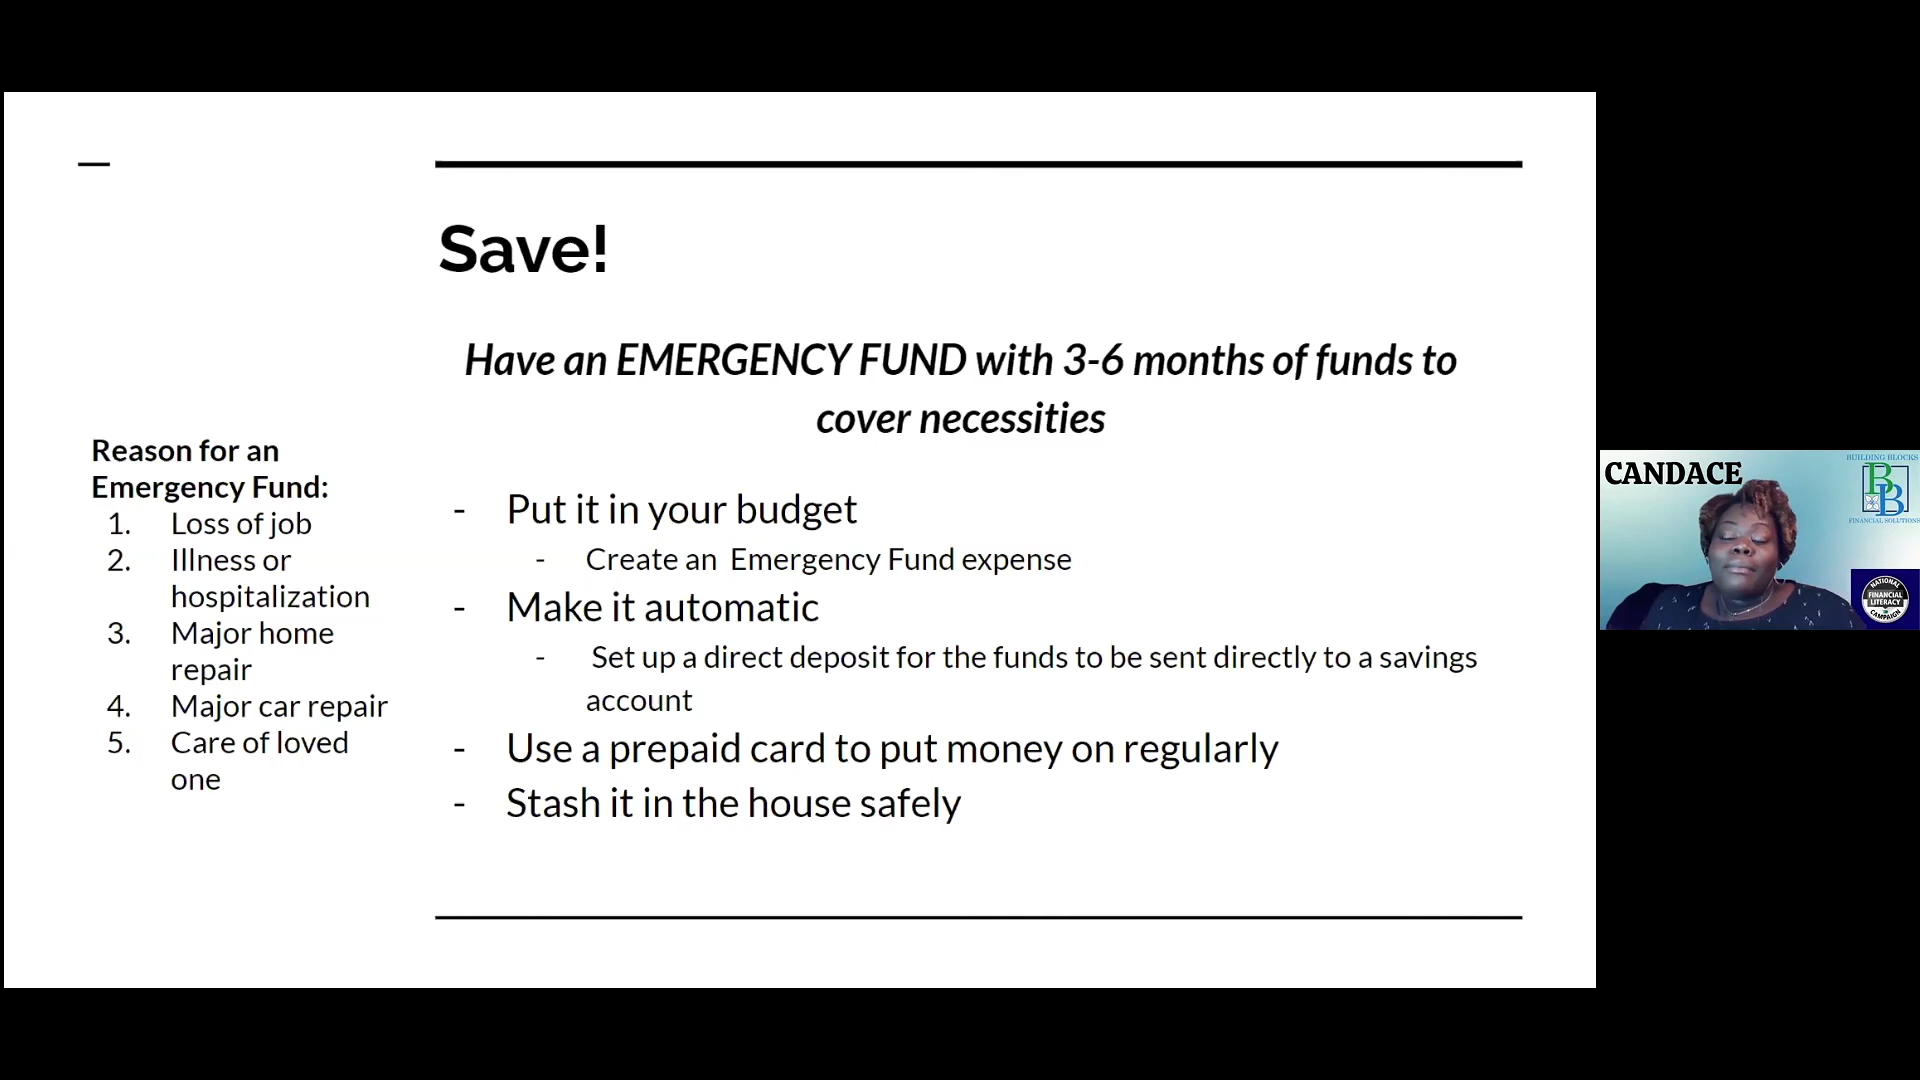 Save!
Have an EMERGENCY FUND with 3-6 months of funds to
cover necessities
Reason for an
Emergency Fund:
1. Loss of job
2. Illness or
hospitalization
3. Major home
repair
4. Major car repair
5. Care of loved
one
- Put it in your budget
- Create an Emergency Fund expense
- Make it automatic
- Set up a direct deposit for the funds to be sent directly to a savings
account
- Use a prepaid card to put money on regularly
- Stash it in the house safely
CANDACE
BUILDING BLOCKS
BB
FINANCIAL SOLUTIONS
NATIONAL
FINANCIAL
LITERACY
CAMPAIGN